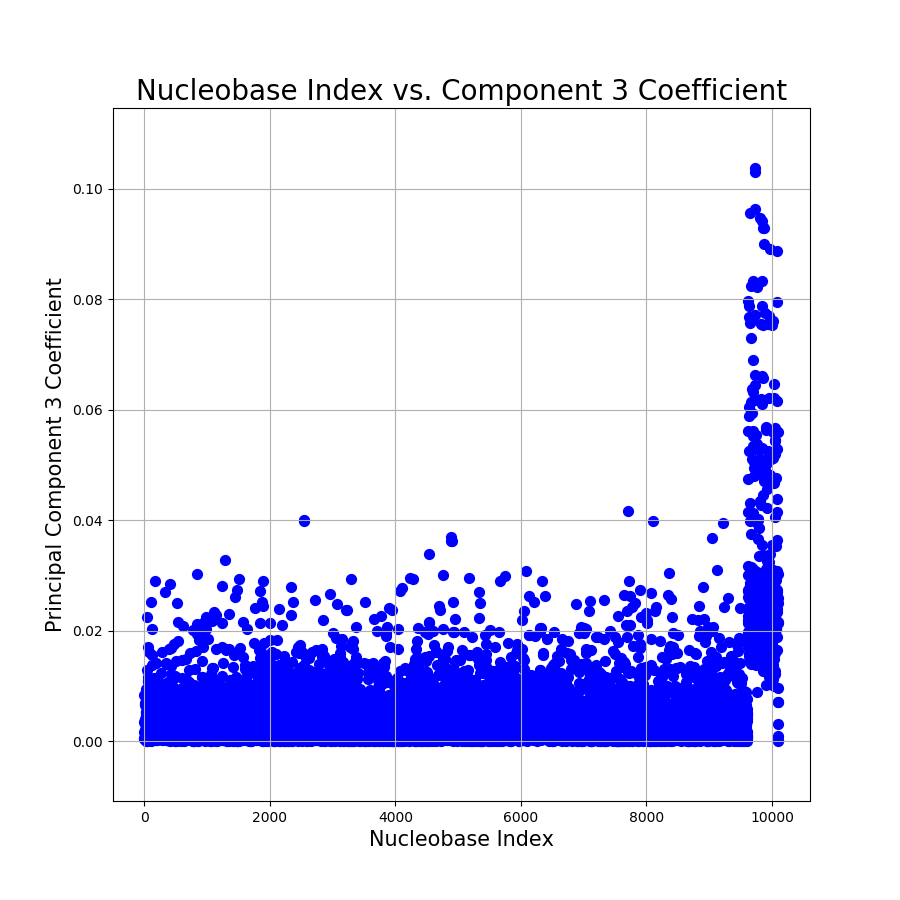 Nucleobase Index vs. Component 3 Coefficient
Principal Component 3 Coefficient
0.10
0.08
0.06
0.04
0.02
0.00
0 2000 4000 6000 8000 10000
Nucleobase Index